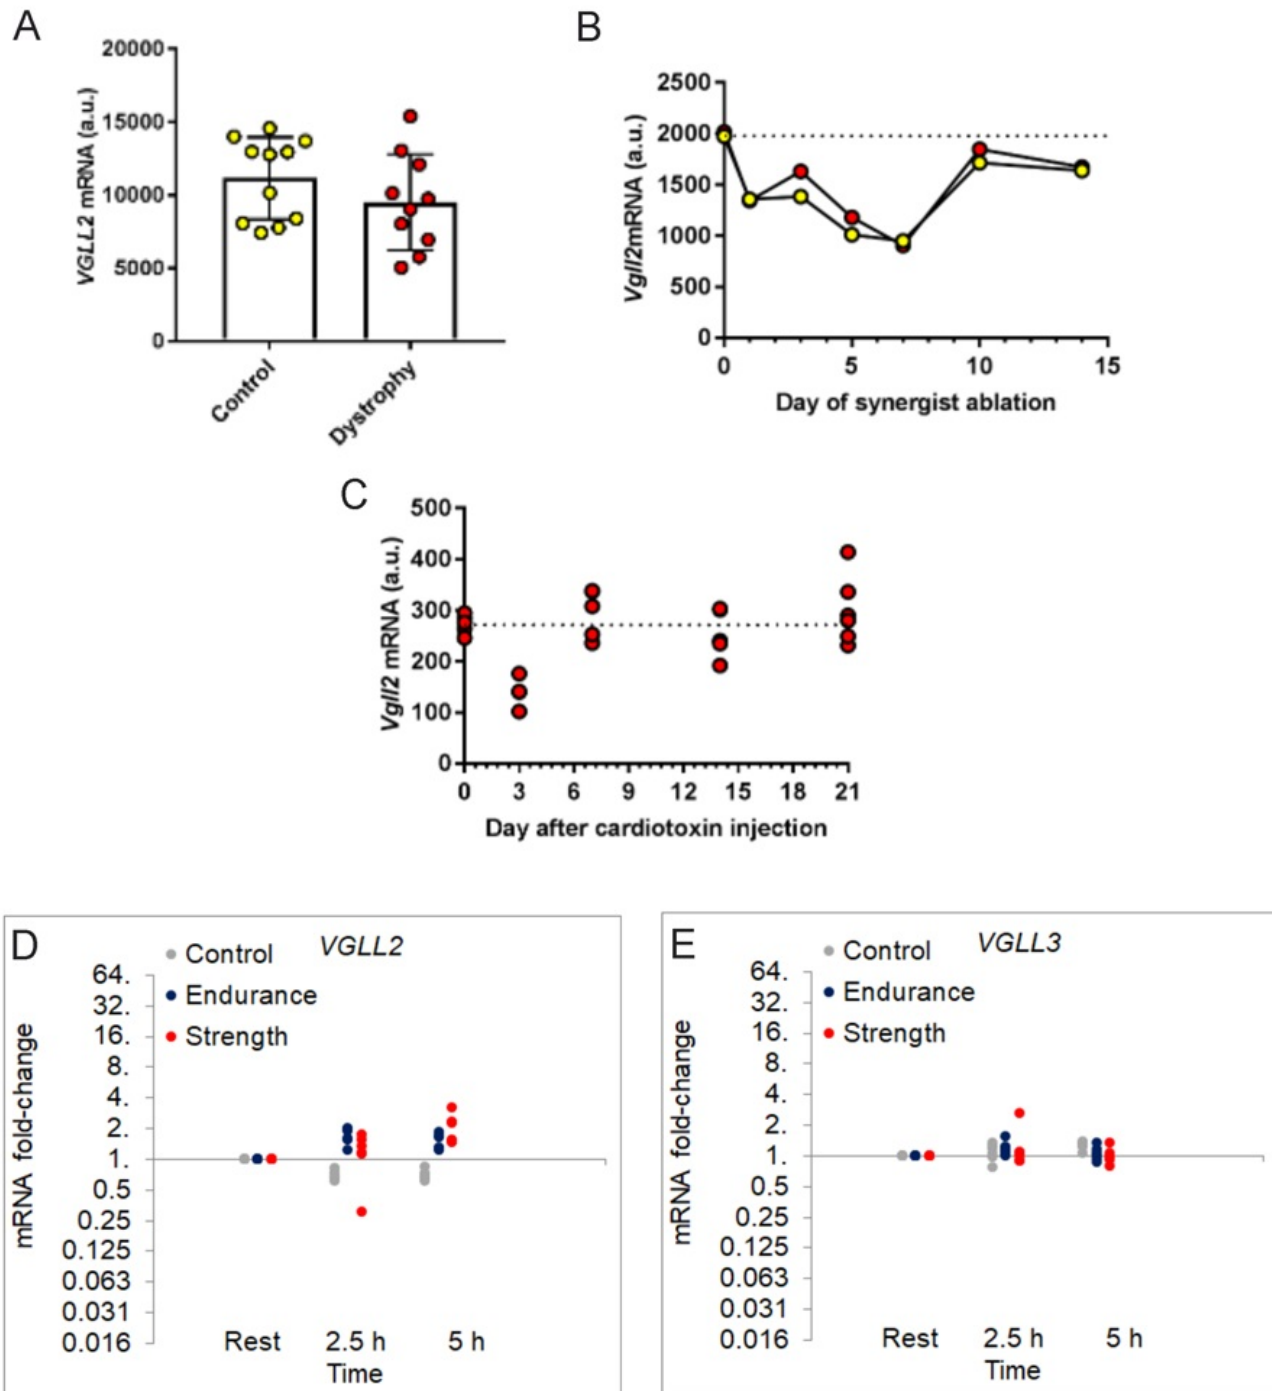 A
20000
15000
10000
5000
0
VGLL2 mRNA (a.u.)
Control
Dystrophy
B
2500
2000
1500
1000
500
0
Vgll2mRNA (a.u.)
0 5 10 15
Day of synergist ablation
C
500
400
300
200
100
0
Vgll2 mRNA (a.u.)
0 3 6 9 12 15 18 21
Day after cardiotoxin injection
D
VGLL2
Control
Endurance
Strength
64.
32.
16.
8.
4.
2.
1.
0.5
0.25
0.125
0.063
0.031
0.016
mRNA fold-change
Rest 2.5 h 5 h
Time
E
VGLL3
Control
Endurance
Strength
64.
32.
16.
8.
4.
2.
1.
0.5
0.25
0.125
0.063
0.031
0.016
mRNA fold-change
Rest 2.5 h 5 h
Time